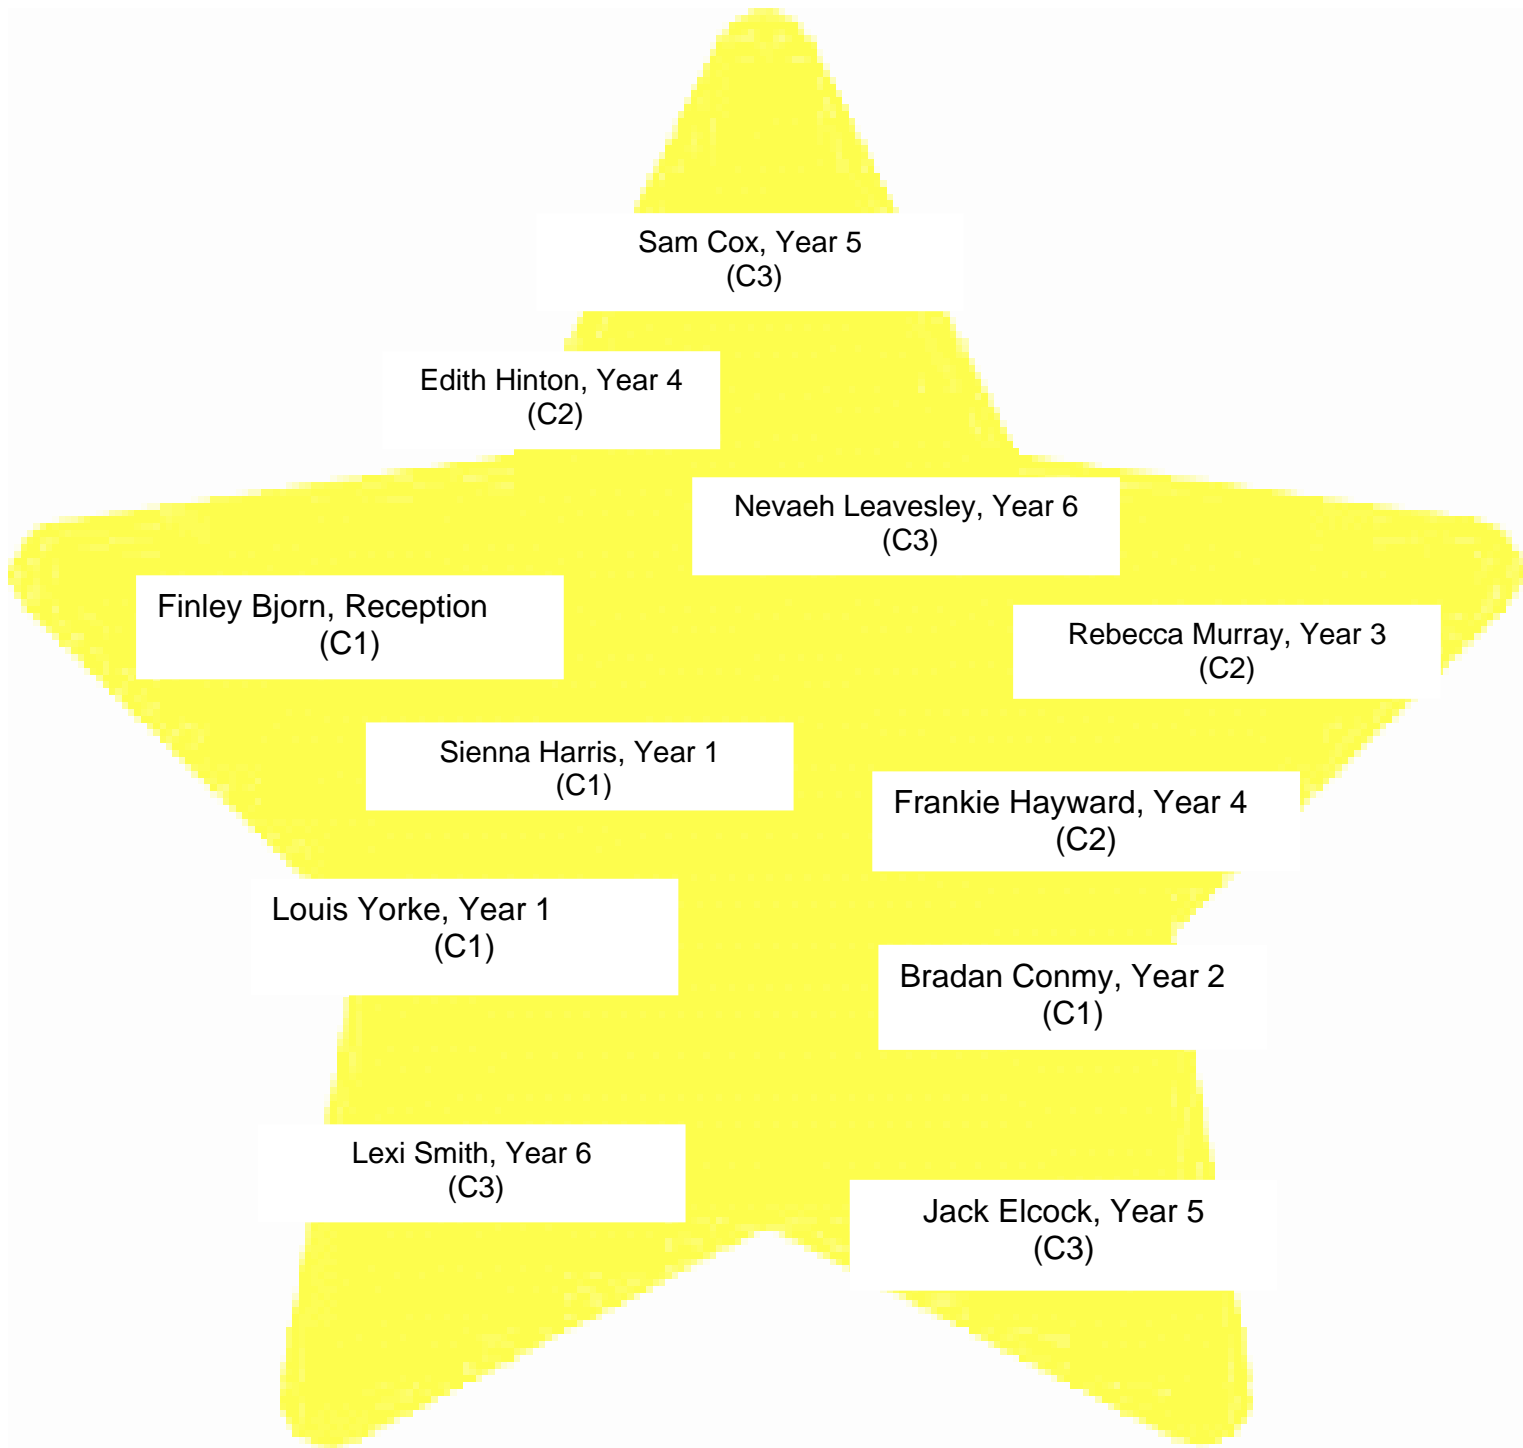 Sam Cox, Year 5
(C3)
Edith Hinton, Year 4
(C2)
Nevaeh Leavesley, Year 6
(C3)
Finley Bjorn, Reception
(C1)
Rebecca Murray, Year 3
(C2)
Sienna Harris, Year 1
(C1)
Frankie Hayward, Year 4
(C2)
Louis Yorke, Year 1
(C1)
Bradan Conmy, Year 2
(C1)
Lexi Smith, Year 6
(C3)
Jack Elcock, Year 5
(C3)